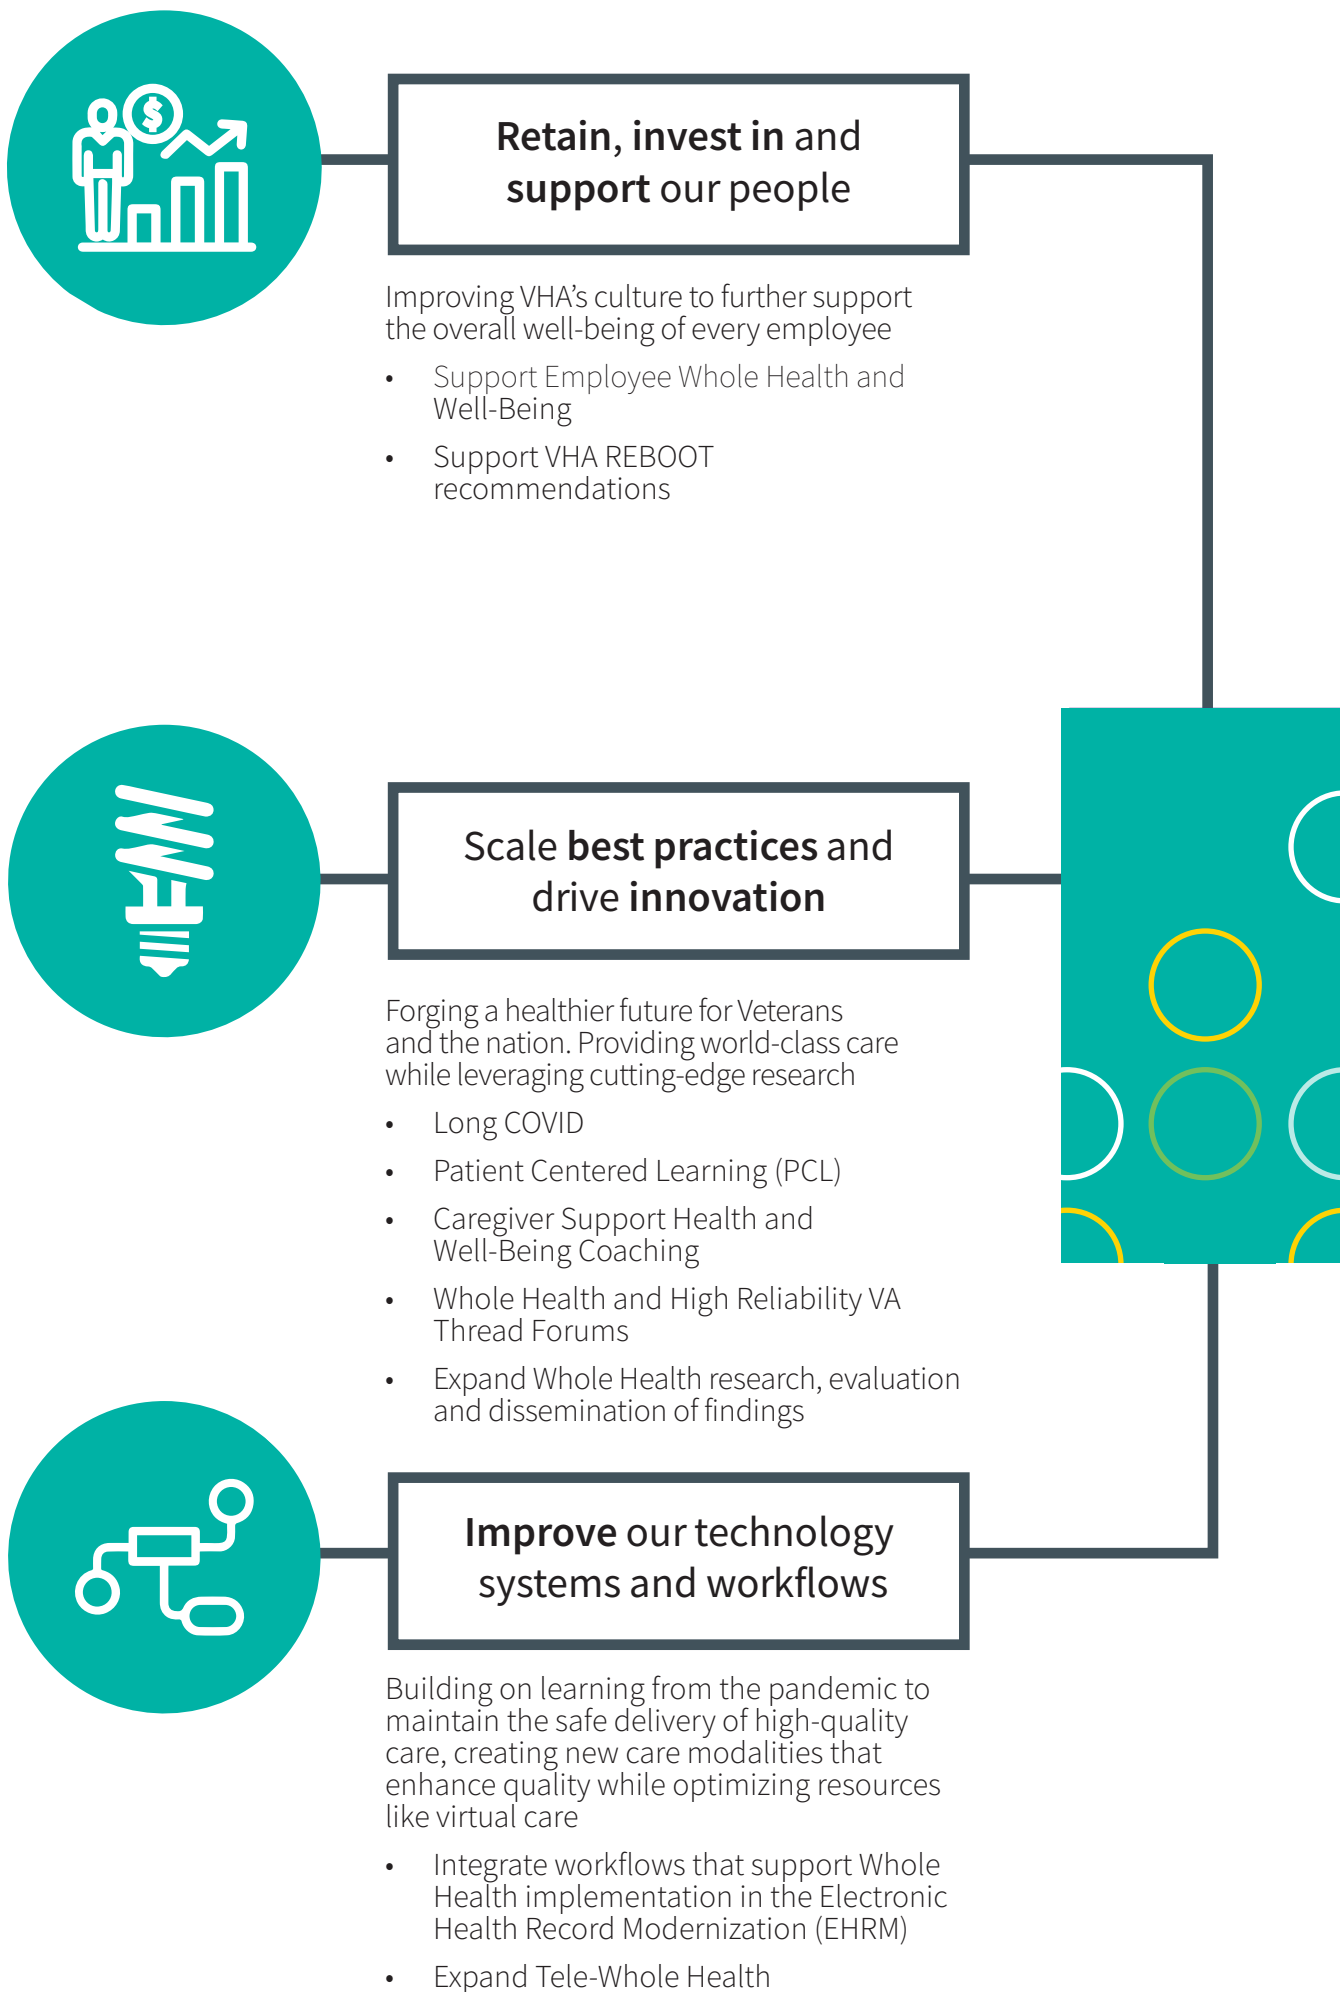 $
Retain, invest in and
support our people
Improving VHA’s culture to further support
the overall well-being of every employee
• Support Employee Whole Health and
Well-Being
• Support VHA REBOOT
recommendations
Scale best practices and
drive innovation
Forging a healthier future for Veterans
and the nation. Providing world-class care
while leveraging cutting-edge research
• Long COVID
• Patient Centered Learning (PCL)
• Caregiver Support Health and
Well-Being Coaching
• Whole Health and High Reliability VA
Thread Forums
• Expand Whole Health research, evaluation
and dissemination of findings
Improve our technology
systems and workflows
Building on learning from the pandemic to
maintain the safe delivery of high-quality
care, creating new care modalities that
enhance quality while optimizing resources
like virtual care
• Integrate workflows that support Whole
Health implementation in the Electronic
Health Record Modernization (EHRM)
• Expand Tele-Whole Health